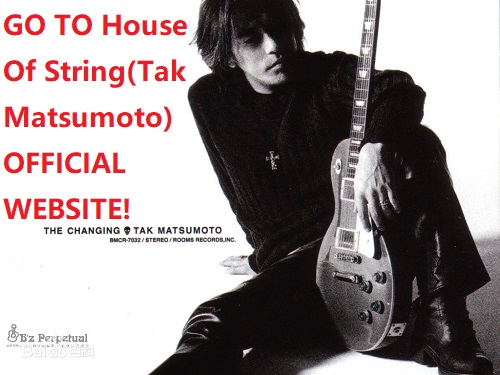 GO TO House
Of String(Tak
Matsumoto)
OFFICIAL
WEBSITE!
THE CHANGING TAK MATSUMOTO
BMCR-7032 / STEREO / ROOMS RECORDS,INC.
B'z Perpetual